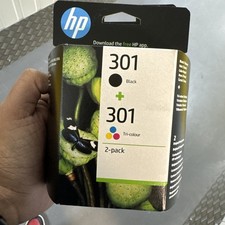 hp
Download the free HP app.
301
Black
+
301
Tri-colour
2-pack